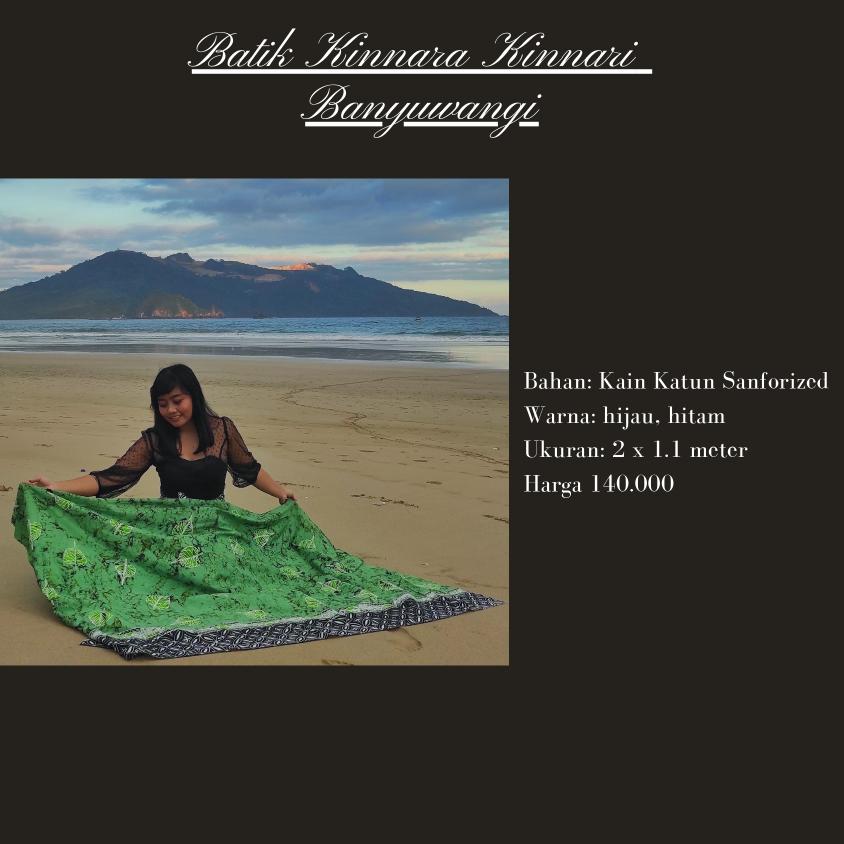 Batik Kinnara Kinnari
Banyuwangi
Bahan: Kain Katun Sanforized
Warna: hijau, hitam
Ukuran: 2 x 1.1 meter
Harga 140.000